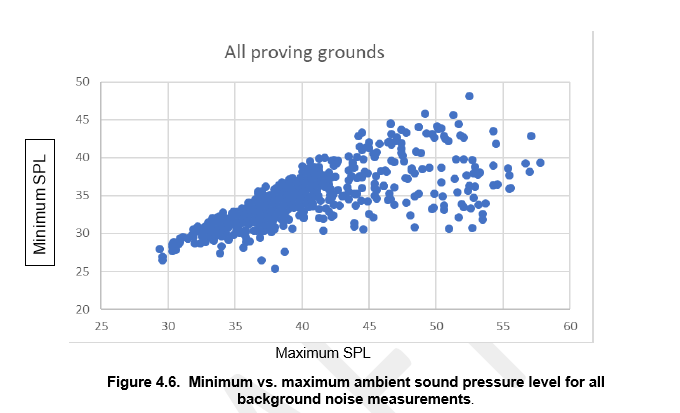 All proving grounds
50
45
40
35
30
25
20
Minimum SPL
25 30 35 40 45 50 55 60
Maximum SPL
Figure 4.6. Minimum vs. maximum ambient sound pressure level for all
background noise measurements.